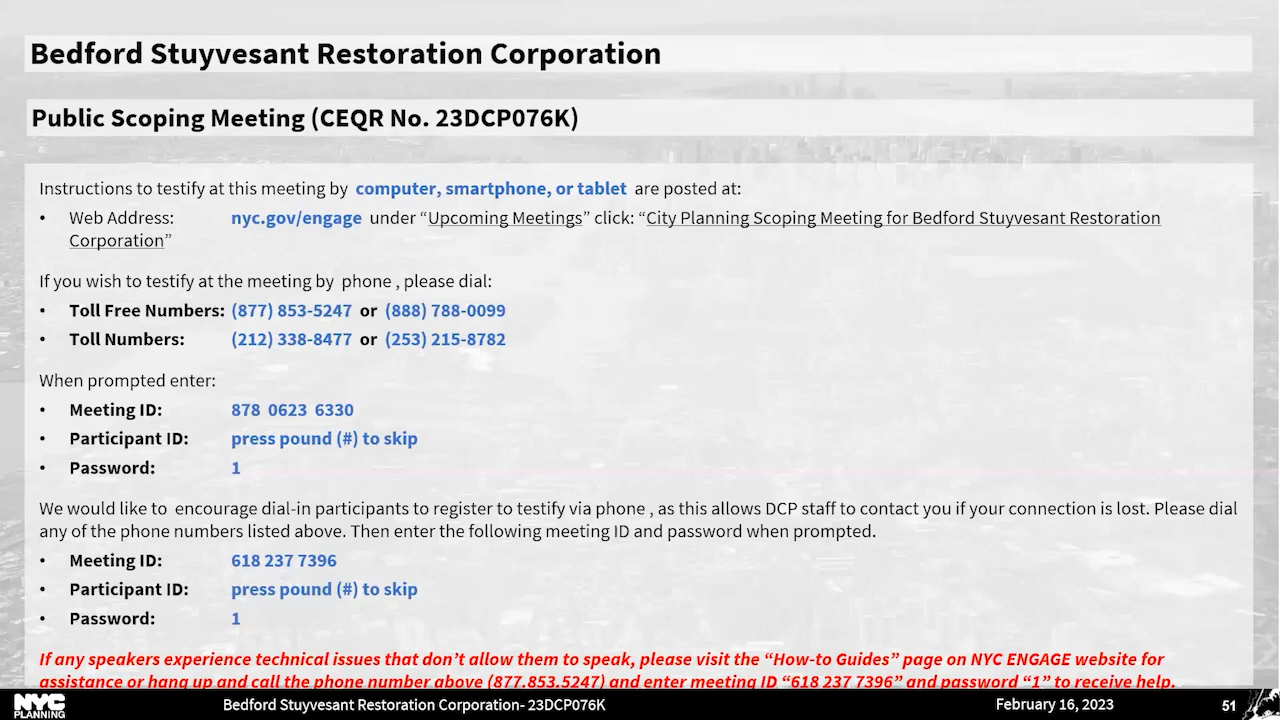 Bedford Stuyvesant Restoration Corporation
Public Scoping Meeting (CEQR No. 23DCP076K)
Instructions to testify at this meeting by computer, smartphone, or tablet are posted at:
• Web Address: nyc.gov/engage under “Upcoming Meetings” click: “City Planning Scoping Meeting for Bedford Stuyvesant Restoration
Corporation”
If you wish to testify at the meeting by phone , please dial:
• Toll Free Numbers: (877) 853-5247 or (888) 788-0099
• Toll Numbers: (212) 338-8477 or (253) 215-8782
When prompted enter:
• Meeting ID: 878 0623 6330
• Participant ID: press pound (#) to skip
• Password: 1
We would like to encourage dial-in participants to register to testify via phone , as this allows DCP staff to contact you if your connection is lost. Please dial
any of the phone numbers listed above. Then enter the following meeting ID and password when prompted.
• Meeting ID: 618 237 7396
• Participant ID: press pound (#) to skip
• Password: 1
If any speakers experience technical issues that don’t allow them to speak, please visit the “How-to Guides” page on NYC ENGAGE website for
assistance or hang up and call the phone number above (877.853.5247) and enter meeting ID “618 237 7396” and password “1” to receive help.
NYC
PLANNING
Bedford Stuyvesant Restoration Corporation- 23DCP076K
February 16, 2023
51